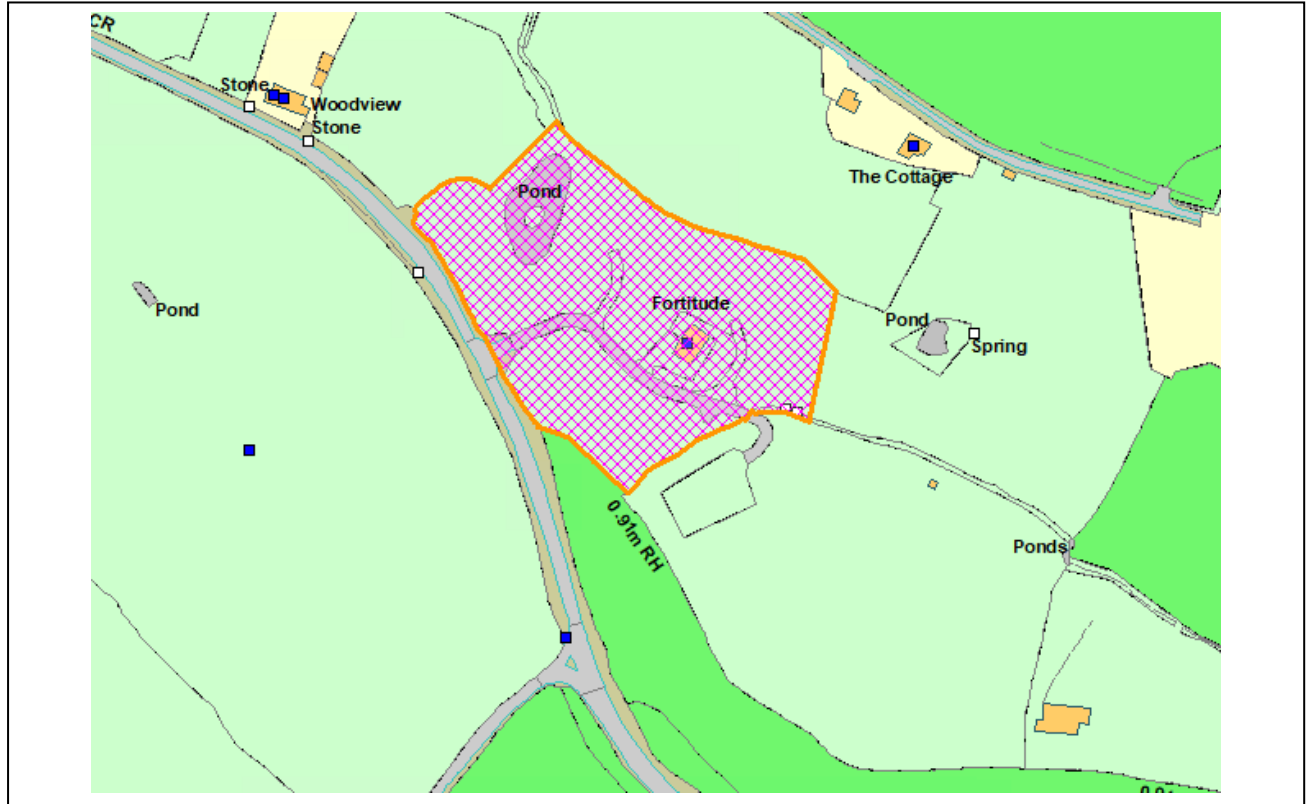 CR
Stone
Woodview
Stone
The Cottage
Pond
Fortitude
Pond
Pond
Spring
0.91m RH
Ponds